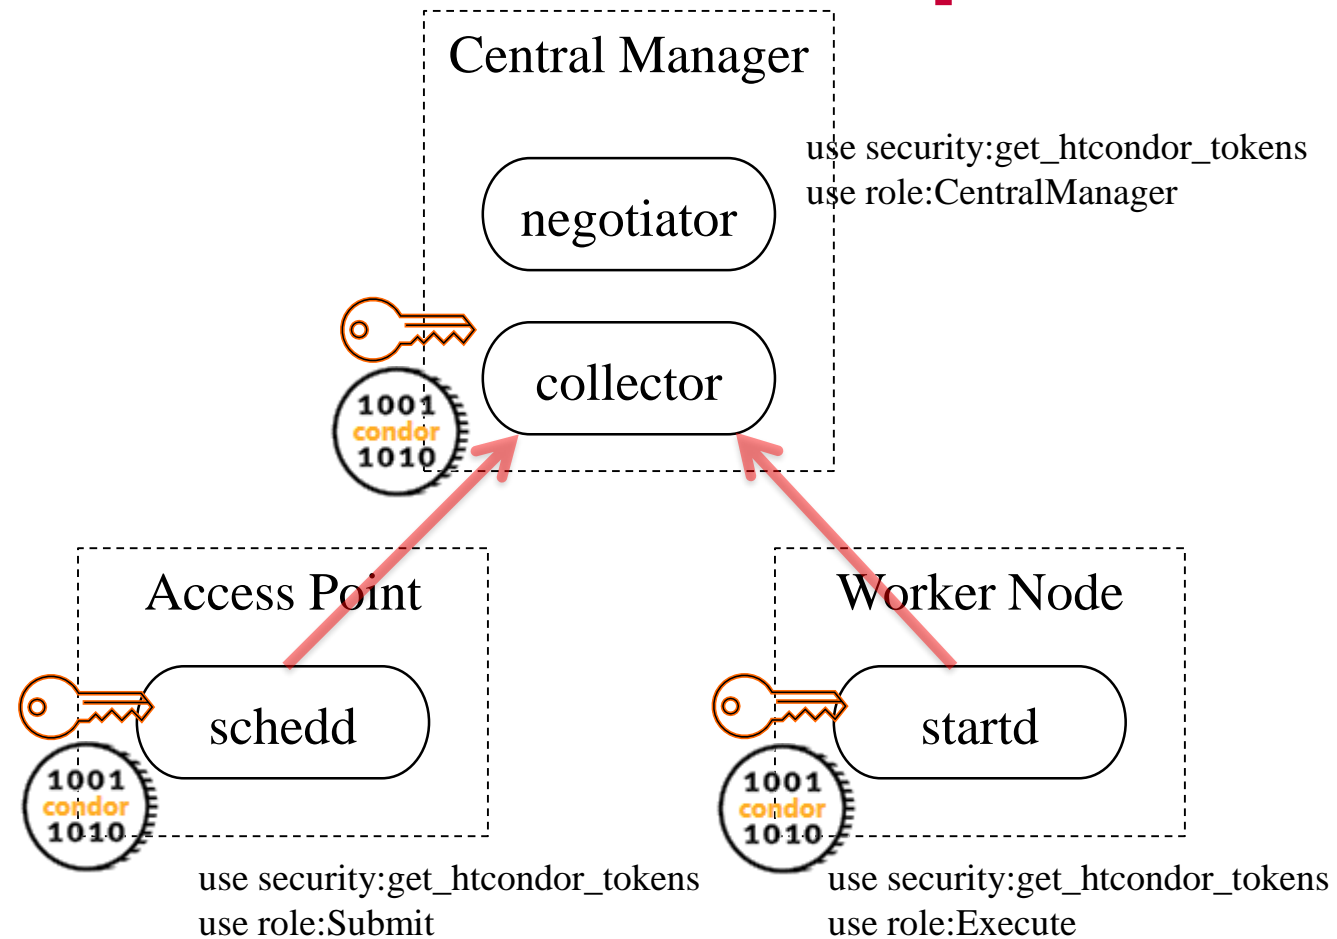 Central Manager
use security:get_htcondor_tokens
use role:CentralManager
negotiator
collector
1001
condor
1010
Access Point
schedd
1001
condor
1010
use security:get_htcondor_tokens
use role:Submit
Worker Node
startd
1001
condor
1010
use security:get_htcondor_tokens
use role:Execute